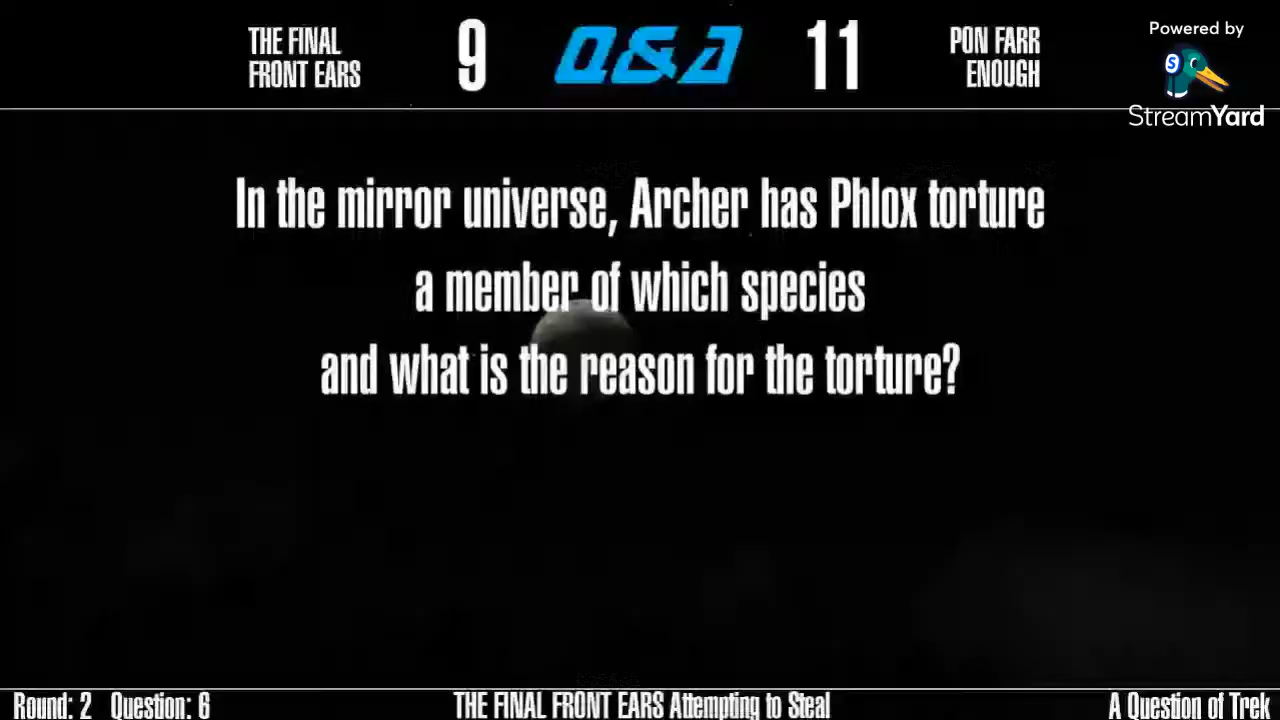 THE FINAL
FRONT EARS
9
Q&A
11
PON FARR
ENOUGH
Powered by
S
StreamYard
In the mirror universe, Archer has Phlox torture
a member of which species
and what is the reason for the torture?
Round: 2 Question: 6
THE FINAL FRONT EARS Attempting to Steal
A Question of Trek